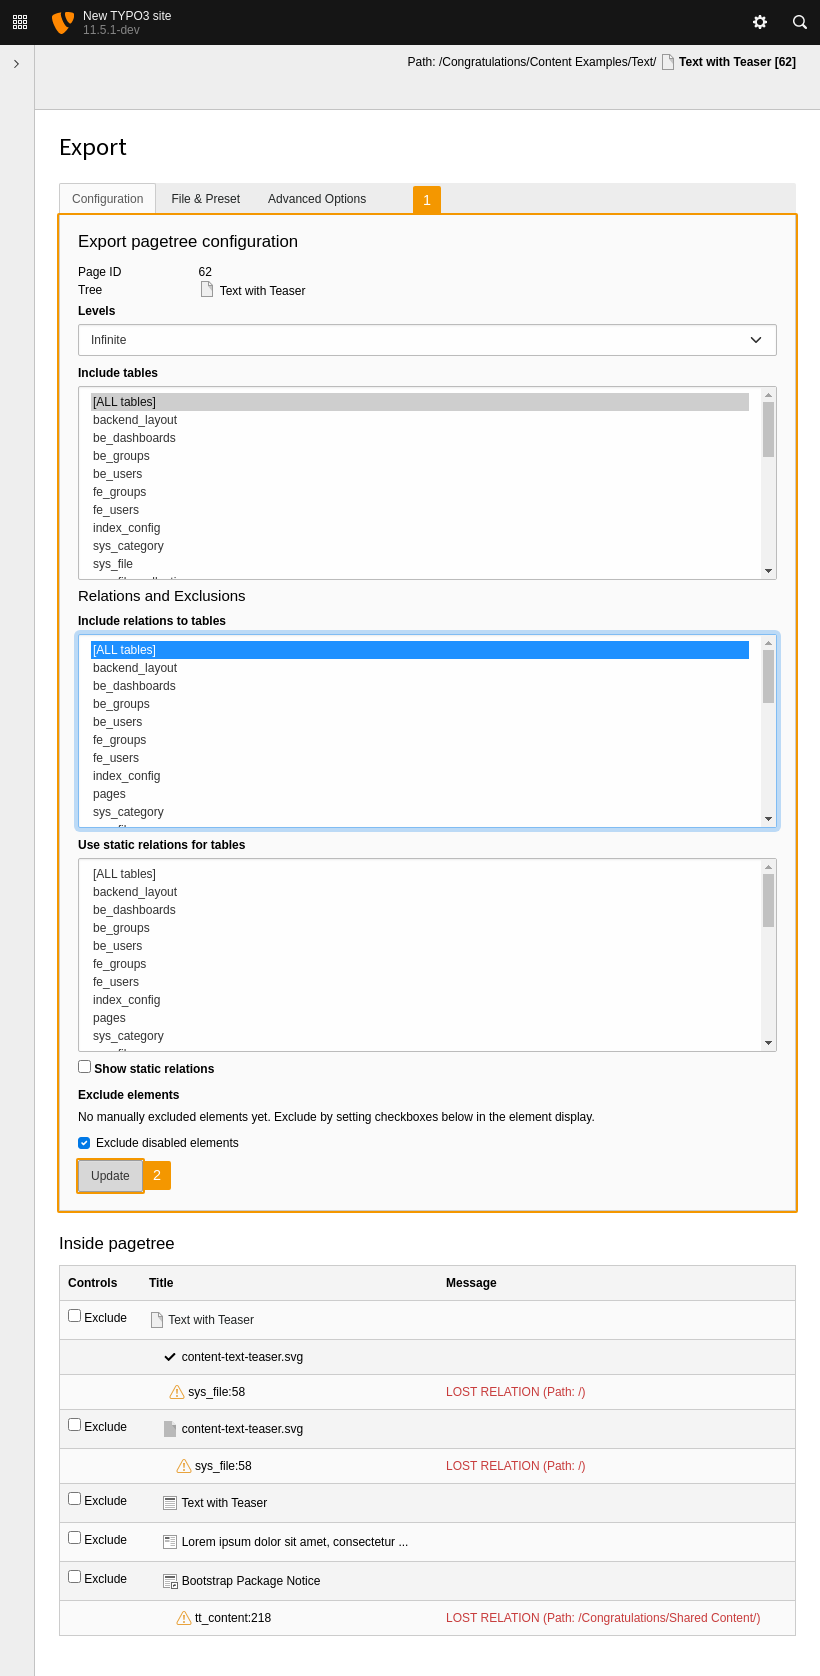 New TYPO3 site
11.5.1-dev
Path: /Congratulations/Content Examples/Text/ Text with Teaser [62]
Export
Configuration File & Preset Advanced Options 1
Export pagetree configuration
Page ID 62
Tree Text with Teaser
Levels
Infinite
Include tables
[ALL tables]
backend_layout
be_dashboards
be_groups
be_users
fe_groups
fe_users
index_config
sys_category
sys_file
Relations and Exclusions
Include relations to tables
[ALL tables]
backend_layout
be_dashboards
be_groups
be_users
fe_groups
fe_users
index_config
pages
sys_category
Use static relations for tables
[ALL tables]
backend_layout
be_dashboards
be_groups
be_users
fe_groups
fe_users
index_config
pages
sys_category
Show static relations
Exclude elements
No manually excluded elements yet. Exclude by setting checkboxes below in the element display.
Exclude disabled elements
Update 2
Inside pagetree
Controls Title Message
Exclude Text with Teaser
content-text-teaser.svg
sys_file:58 LOST RELATION (Path: /)
Exclude content-text-teaser.svg
sys_file:58 LOST RELATION (Path: /)
Exclude Text with Teaser
Exclude Lorem ipsum dolor sit amet, consectetur ...
Exclude Bootstrap Package Notice
tt_content:218 LOST RELATION (Path: /Congratulations/Shared Content/)